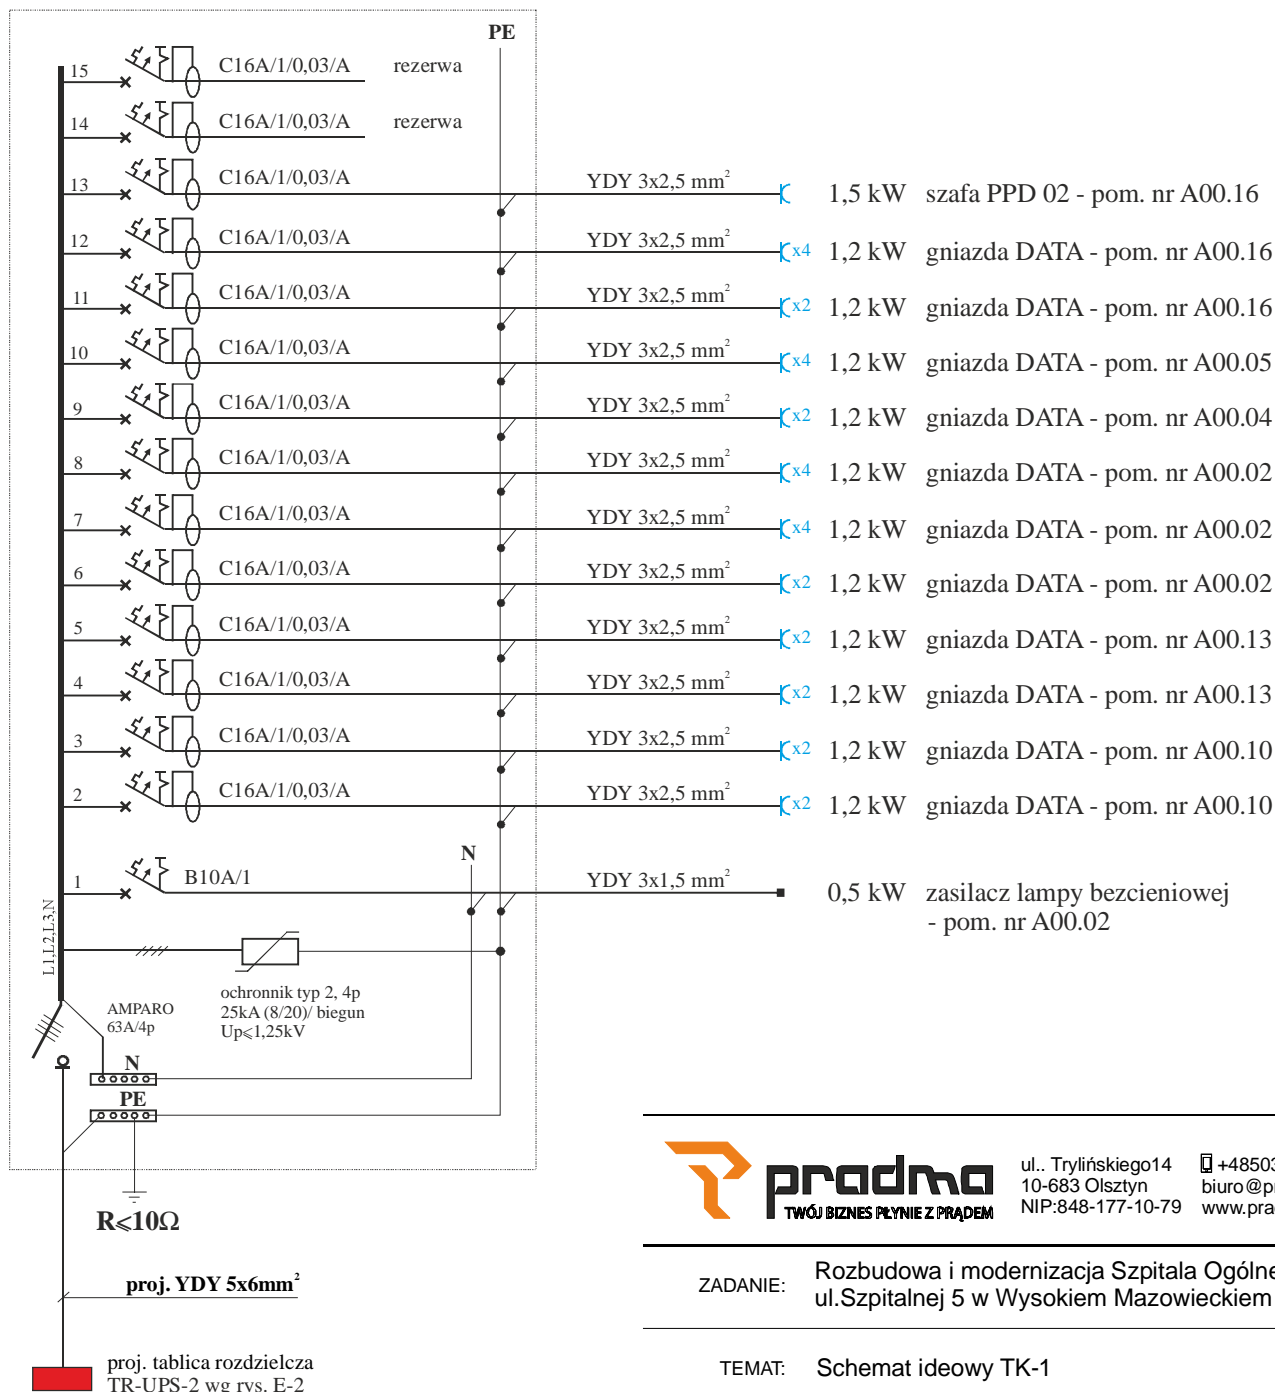 PE
15 C16A/1/0,03/A rezerwa
14 C16A/1/0,03/A rezerwa
13 C16A/1/0,03/A YDY 3x2,5 mm² 1,5 kW szafa PPD 02 - pom. nr A00.16
12 C16A/1/0,03/A YDY 3x2,5 mm² x4 1,2 kW gniazda DATA - pom. nr A00.16
11 C16A/1/0,03/A YDY 3x2,5 mm² x2 1,2 kW gniazda DATA - pom. nr A00.16
10 C16A/1/0,03/A YDY 3x2,5 mm² x4 1,2 kW gniazda DATA - pom. nr A00.05
9 C16A/1/0,03/A YDY 3x2,5 mm² x2 1,2 kW gniazda DATA - pom. nr A00.04
8 C16A/1/0,03/A YDY 3x2,5 mm² x4 1,2 kW gniazda DATA - pom. nr A00.02
7 C16A/1/0,03/A YDY 3x2,5 mm² x4 1,2 kW gniazda DATA - pom. nr A00.02
6 C16A/1/0,03/A YDY 3x2,5 mm² x2 1,2 kW gniazda DATA - pom. nr A00.02
5 C16A/1/0,03/A YDY 3x2,5 mm² x2 1,2 kW gniazda DATA - pom. nr A00.13
4 C16A/1/0,03/A YDY 3x2,5 mm² x2 1,2 kW gniazda DATA - pom. nr A00.13
3 C16A/1/0,03/A YDY 3x2,5 mm² x2 1,2 kW gniazda DATA - pom. nr A00.10
2 C16A/1/0,03/A YDY 3x2,5 mm² x2 1,2 kW gniazda DATA - pom. nr A00.10
N
1 B10A/1 YDY 3x1,5 mm² 0,5 kW zasilacz lampy bezcieniowej
- pom. nr A00.02
L1,L2,L3,N
ochronnik typ 2, 4p
25kA (8/20)/ biegun
Up⩽1,25kV
AMPARO
63A/4p
N
PE
R⩽10Ω
proj. YDY 5x6mm²
proj. tablica rozdzielcza
TR-UPS-2 wg rys. E-2
pradma
TWÓJ BIZNES PŁYNIE Z PRĄDEM
ul.. Trylińskiego14
10-683 Olsztyn
NIP:848-177-10-79
+48503
biuro@pr
www.prad
ZADANIE: Rozbudowa i modernizacja Szpitala Ogólne
ul.Szpitalnej 5 w Wysokiem Mazowieckiem
TEMAT: Schemat ideowy TK-1